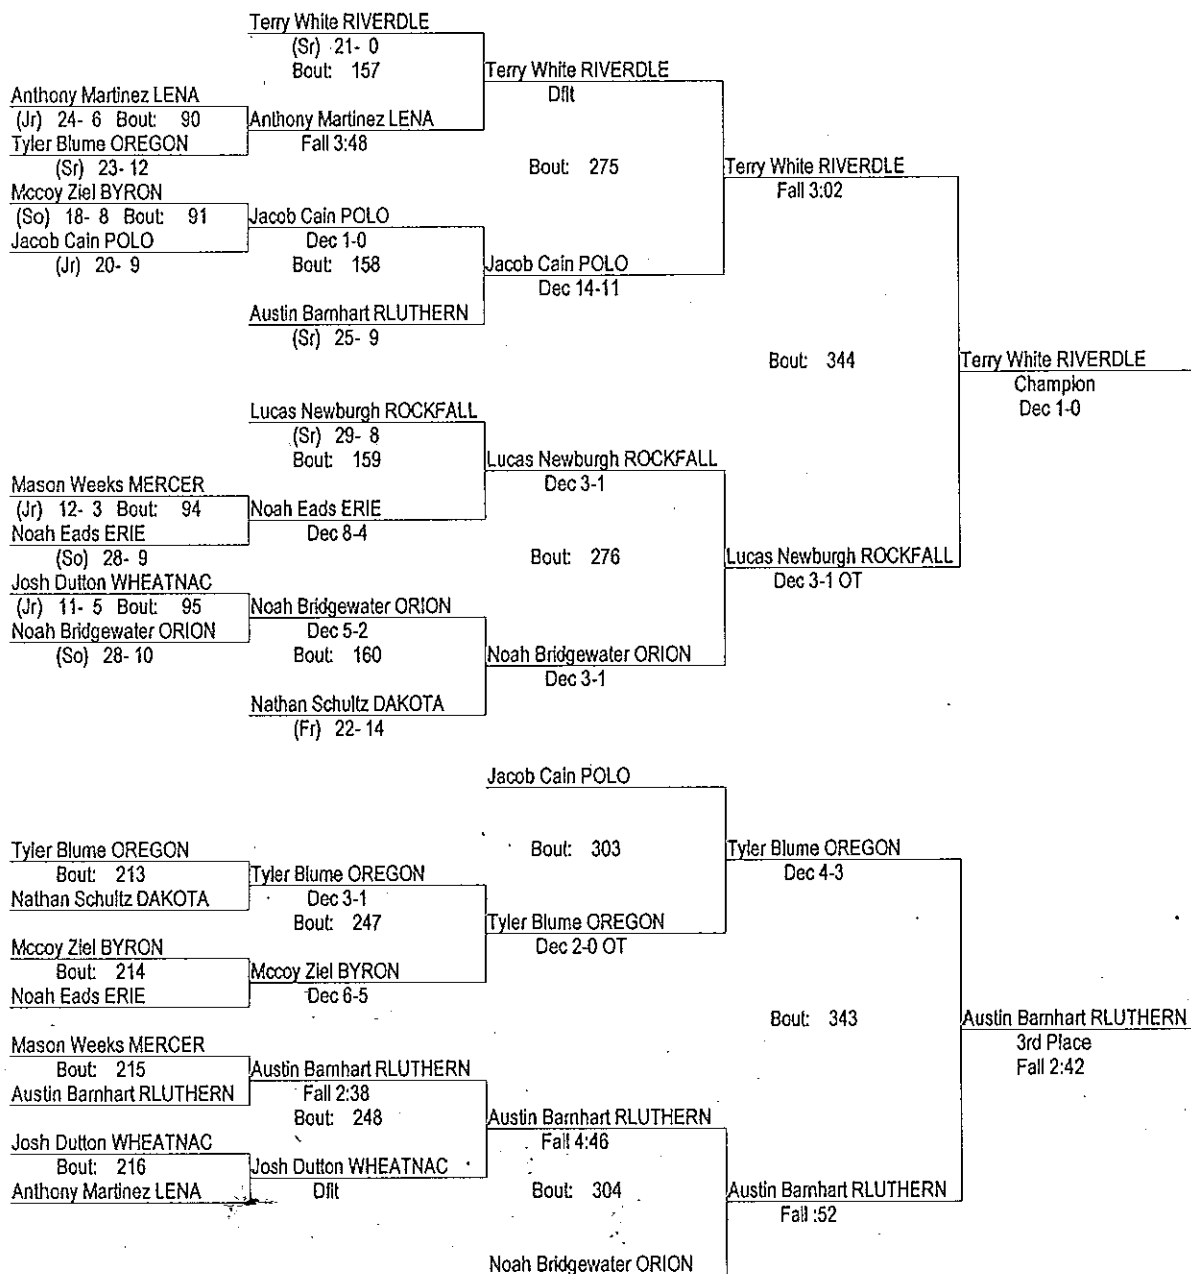 Terry White RIVERDLE
(Sr) 21- 0
Bout: 157
Terry White RIVERDLE
Dflt
Anthony Martinez LENA
(Jr) 24- 6 Bout: 90
Anthony Martinez LENA
Tyler Blume OREGON
Fall 3:48
(Sr) 23- 12
Bout: 275
Terry White RIVERDLE
Fall 3:02
Mccoy Ziel BYRON
(So) 18- 8 Bout: 91
Jacob Cain POLO
Jacob Cain POLO
Dec 1-0
(Jr) 20- 9
Bout: 158
Jacob Cain POLO
Dec 14-11
Austin Barnhart RLUTHERN
(Sr) 25- 9
Bout: 344
Terry White RIVERDLE
Champion
Dec 1-0
Lucas Newburgh ROCKFALL
(Sr) 29- 8
Bout: 159
Lucas Newburgh ROCKFALL
Dec 3-1
Mason Weeks MERCER
(Jr) 12- 3 Bout: 94
Noah Eads ERIE
Noah Eads ERIE
Dec 8-4
(So) 28- 9
Bout: 276
Lucas Newburgh ROCKFALL
Dec 3-1 OT
Josh Dutton WHEATNAC
(Jr) 11- 5 Bout: 95
Noah Bridgewater ORION
Noah Bridgewater ORION
Dec 5-2
(So) 28- 10
Bout: 160
Noah Bridgewater ORION
Dec 3-1
Nathan Schultz DAKOTA
(Fr) 22- 14
Jacob Cain POLO
Bout: 303
Tyler Blume OREGON
Dec 4-3
Tyler Blume OREGON
Bout: 213
Tyler Blume OREGON
Nathan Schultz DAKOTA
Dec 3-1
Bout: 247
Tyler Blume OREGON
Dec 2-0 OT
Mccoy Ziel BYRON
Bout: 214
Mccoy Ziel BYRON
Noah Eads ERIE
Dec 6-5
Bout: 343
Austin Barnhart RLUTHERN
3rd Place
Fall 2:42
Mason Weeks MERCER
Bout: 215
Austin Barnhart RLUTHERN
Austin Barnhart RLUTHERN
Fall 2:38
Bout: 248
Austin Barnhart RLUTHERN
Fall 4:46
Josh Dutton WHEATNAC
Bout: 216
Josh Dutton WHEATNAC
Anthony Martinez LENA
Dflt
Bout: 304
Austin Barnhart RLUTHERN
Fall :52
Noah Bridgewater ORION